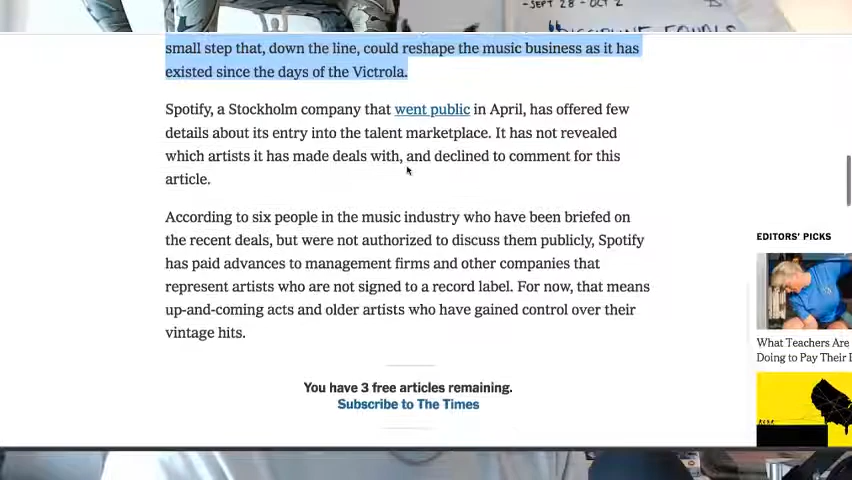 -SEPT 28 - OCT 2
small step that, down the line, could reshape the music business as it has
existed since the days of the Victrola.
Spotify, a Stockholm company that went public in April, has offered few
details about its entry into the talent marketplace. It has not revealed
which artists it has made deals with, and declined to comment for this
article.
According to six people in the music industry who have been briefed on
the recent deals, but were not authorized to discuss them publicly, Spotify
has paid advances to management firms and other companies that
represent artists who are not signed to a record label. For now, that means
up-and-coming acts and older artists who have gained control over their
vintage hits.
You have 3 free articles remaining.
Subscribe to The Times
EDITORS' PICKS
What Teachers Are
Doing to Pay Their